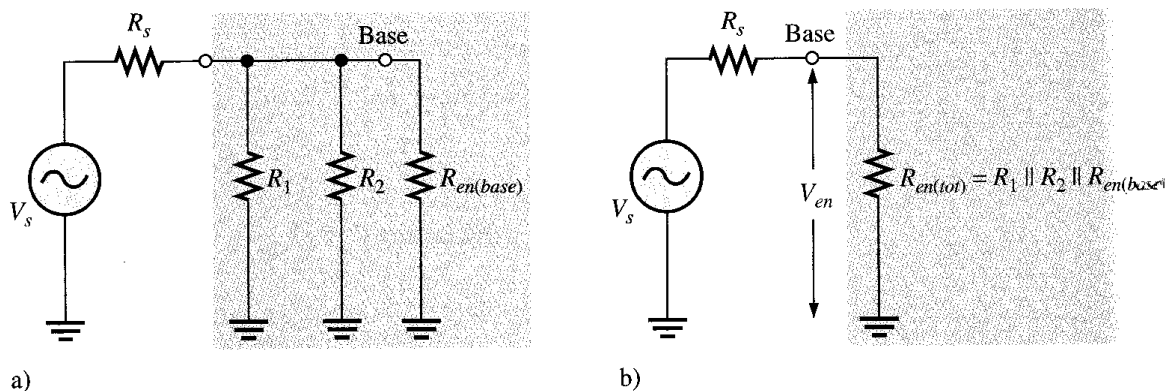 R_s
Base
V_s
R_1
R_2
R_en(base)
a)
R_s
Base
V_s
V_en
R_en(tot) = R_1 || R_2 || R_en(base)
b)